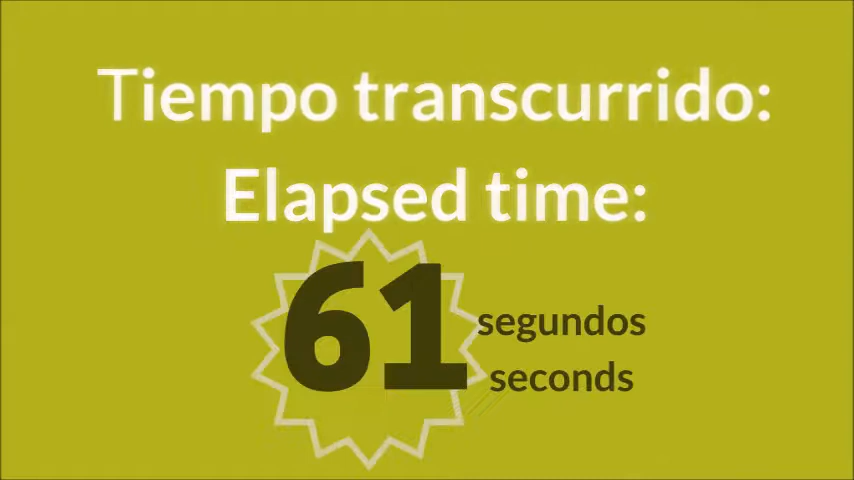 Tiempo transcurrido:
Elapsed time:
61
segundos
seconds